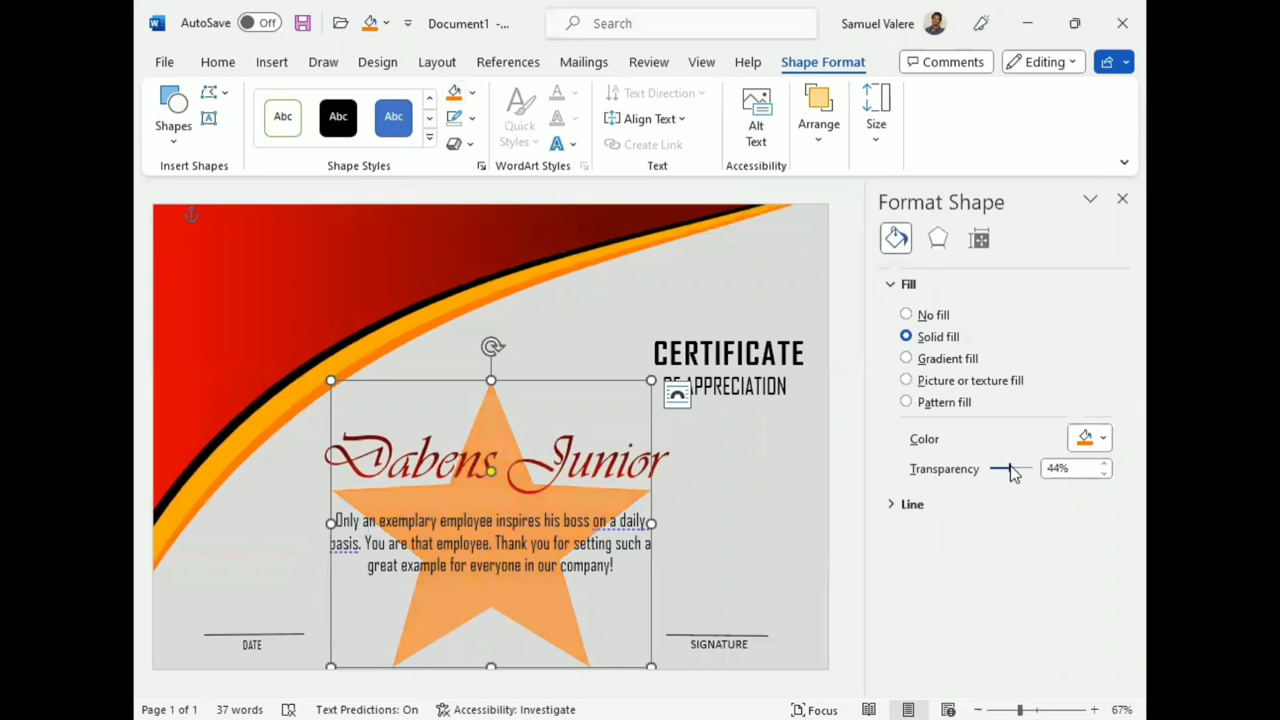 AutoSave Off Document1 -... Search Samuel Valere
File Home Insert Draw Design Layout References Mailings Review View Help Shape Format Comments Editing
Shapes
Abc Abc Abc
Quick
Styles
Text Direction
Align Text
Create Link
Alt
Text
Arrange
Size
Insert Shapes Shape Styles WordArt Styles Text Accessibility
Format Shape
Fill
No fill
Solid fill
Gradient fill
Picture or texture fill
Pattern fill
Color
Transparency 44%
Line
CERTIFICATE
APPRECIATION
Dabens Junior
Only an exemplary employee inspires his boss on a daily
basis. You are that employee. Thank you for setting such a
great example for everyone in our company!
DATE
SIGNATURE
Page 1 of 1 37 words Text Predictions: On Accessibility: Investigate Focus 67%